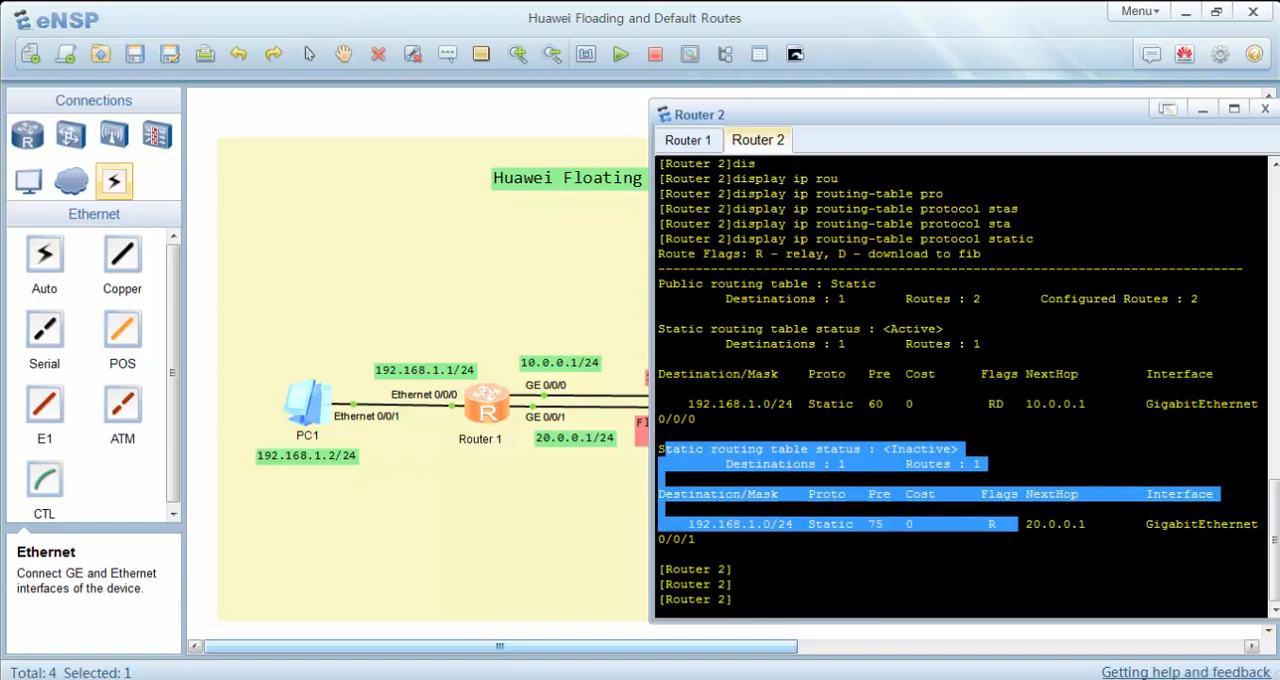 eNSP
Huawei Floading and Default Routes
Menu
Connections
Ethernet
Auto
Copper
Serial
POS
E1
ATM
CTL
Ethernet
Connect GE and Ethernet
interfaces of the device.
Huawei Floating
192.168.1.1/24
10.0.0.1/24
Ethernet 0/0/0
GE 0/0/0
Ethernet 0/0/1
GE 0/0/1
PC1
Router 1
20.0.0.1/24
192.168.1.2/24
Router 2
Router 1
Router 2
[Router 2]dis
[Router 2]display ip rou
[Router 2]display ip routing-table pro
[Router 2]display ip routing-table protocol stas
[Router 2]display ip routing-table protocol sta
[Router 2]display ip routing-table protocol static
Route Flags: R - relay, D - download to fib
------------------------------------------------------------------------------
Public routing table : Static
Destinations : 1 Routes : 2 Configured Routes : 2
Static routing table status : <Active>
Destinations : 1 Routes : 1
Destination/Mask Proto Pre Cost Flags NextHop Interface
192.168.1.0/24 Static 60 0 RD 10.0.0.1 GigabitEthernet
0/0/0
Static routing table status : <Inactive>
Destinations : 1 Routes : 1
Destination/Mask Proto Pre Cost Flags NextHop Interface
192.168.1.0/24 Static 75 0 R 20.0.0.1 GigabitEthernet
0/0/1
[Router 2]
[Router 2]
[Router 2]
Total: 4 Selected: 1
Getting help and feedback